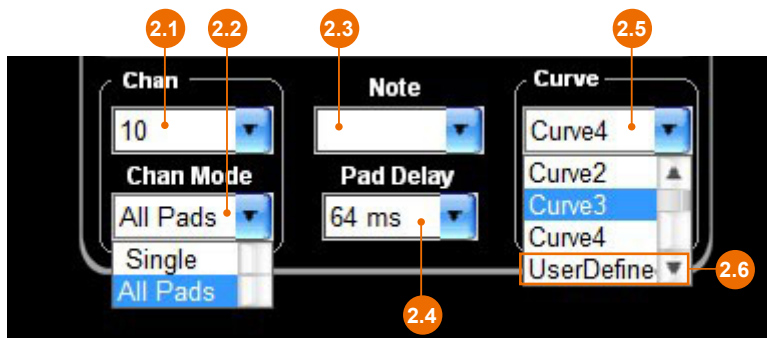 2.1 2.2 2.3 2.5
Chan
Note
Curve
10
Curve4
Chan Mode
Pad Delay
All Pads
64 ms
Single
All Pads
Curve2
Curve3
Curve4
UserDefine
2.6
2.4